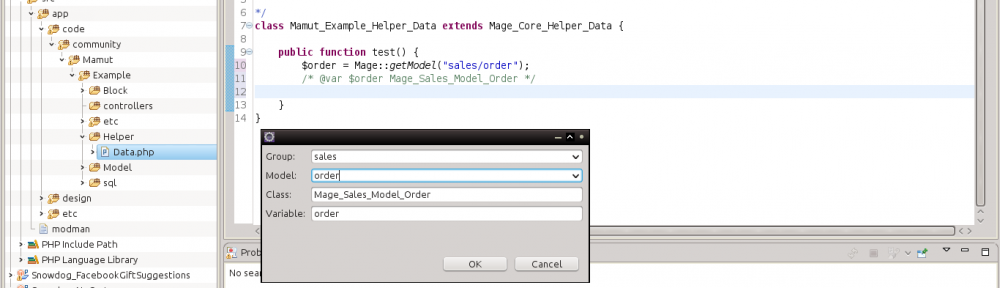 app
code
community
Mamut
Example
Block
controllers
etc
Helper
Data.php
Model
sql
design
etc
modman
PHP Include Path
PHP Language Library
Snowdog_FacebookGiftSuggestions
6 */
7 class Mamut_Example_Helper_Data extends Mage_Core_Helper_Data {
8
9 public function test() {
10 $order = Mage::getModel("sales/order");
11 /* @var $order Mage_Sales_Model_Order */
12
13 }
14 }
Group: sales
Model: order
Class: Mage_Sales_Model_Order
Variable: order
OK Cancel
Prob
No sea